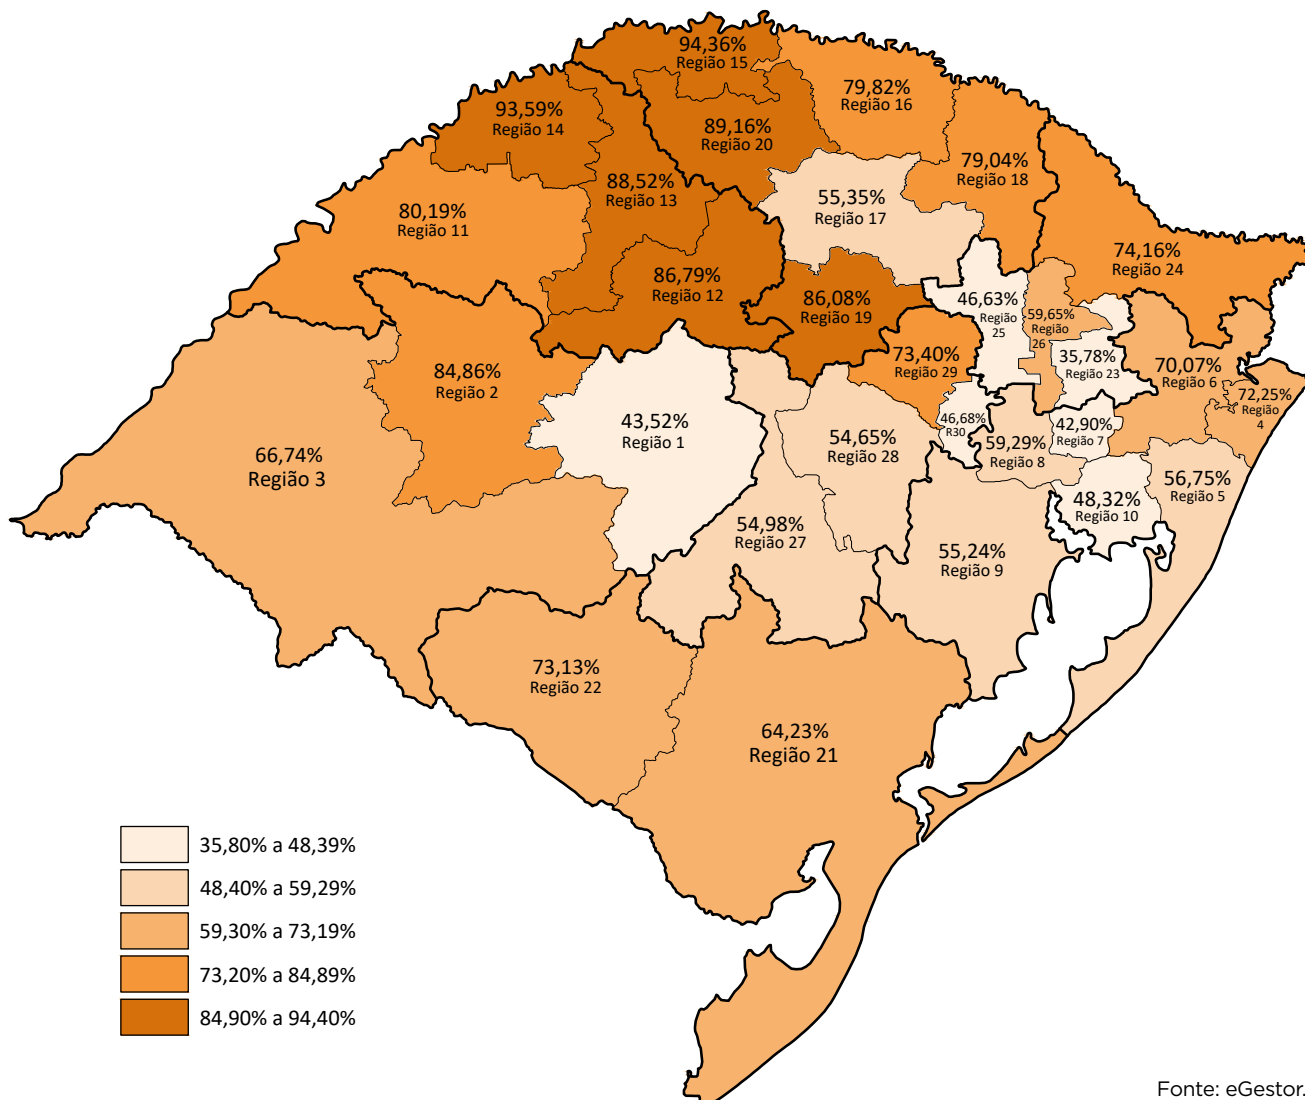 94,36%
Região 15
79,82%
Região 16
93,59%
Região 14
89,16%
Região 20
79,04%
Região 18
88,52%
Região 13
55,35%
Região 17
80,19%
Região 11
74,16%
Região 24
86,79%
Região 12
86,08%
Região 19
46,63%
Região
25
59,65%
Região
26
35,78%
Região 23
70,07%
Região 6
73,40%
Região 29
84,86%
Região 2
72,25%
Região
4
43,52%
Região 1
46,68%
R30
42,90%
Região 7
54,65%
Região 28
59,29%
Região 8
66,74%
Região 3
56,75%
Região 5
48,32%
Região 10
54,98%
Região 27
55,24%
Região 9
73,13%
Região 22
64,23%
Região 21
35,80% a 48,39%
48,40% a 59,29%
59,30% a 73,19%
73,20% a 84,89%
84,90% a 94,40%
Fonte: eGestor.